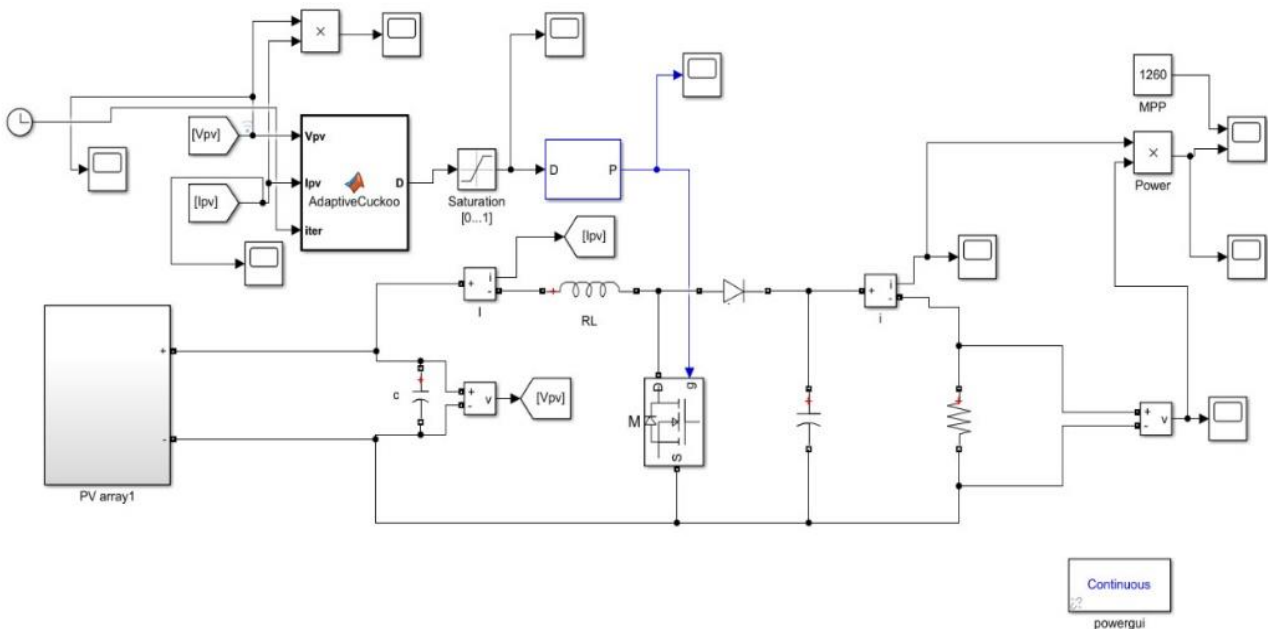 ×
1260
MPP
[Vpv]
Vpv
[Ipv]
Ipv
D
AdaptiveCuckoo
iter
Saturation
[0...1]
D
P
×
Power
[Ipv]
+
i
-
I
+
RL
+
i
-
i
+
-
PV array1
+
c
+
-
v
[Vpv]
D
g
M
S
+
+
+
-
v
Continuous
powergui